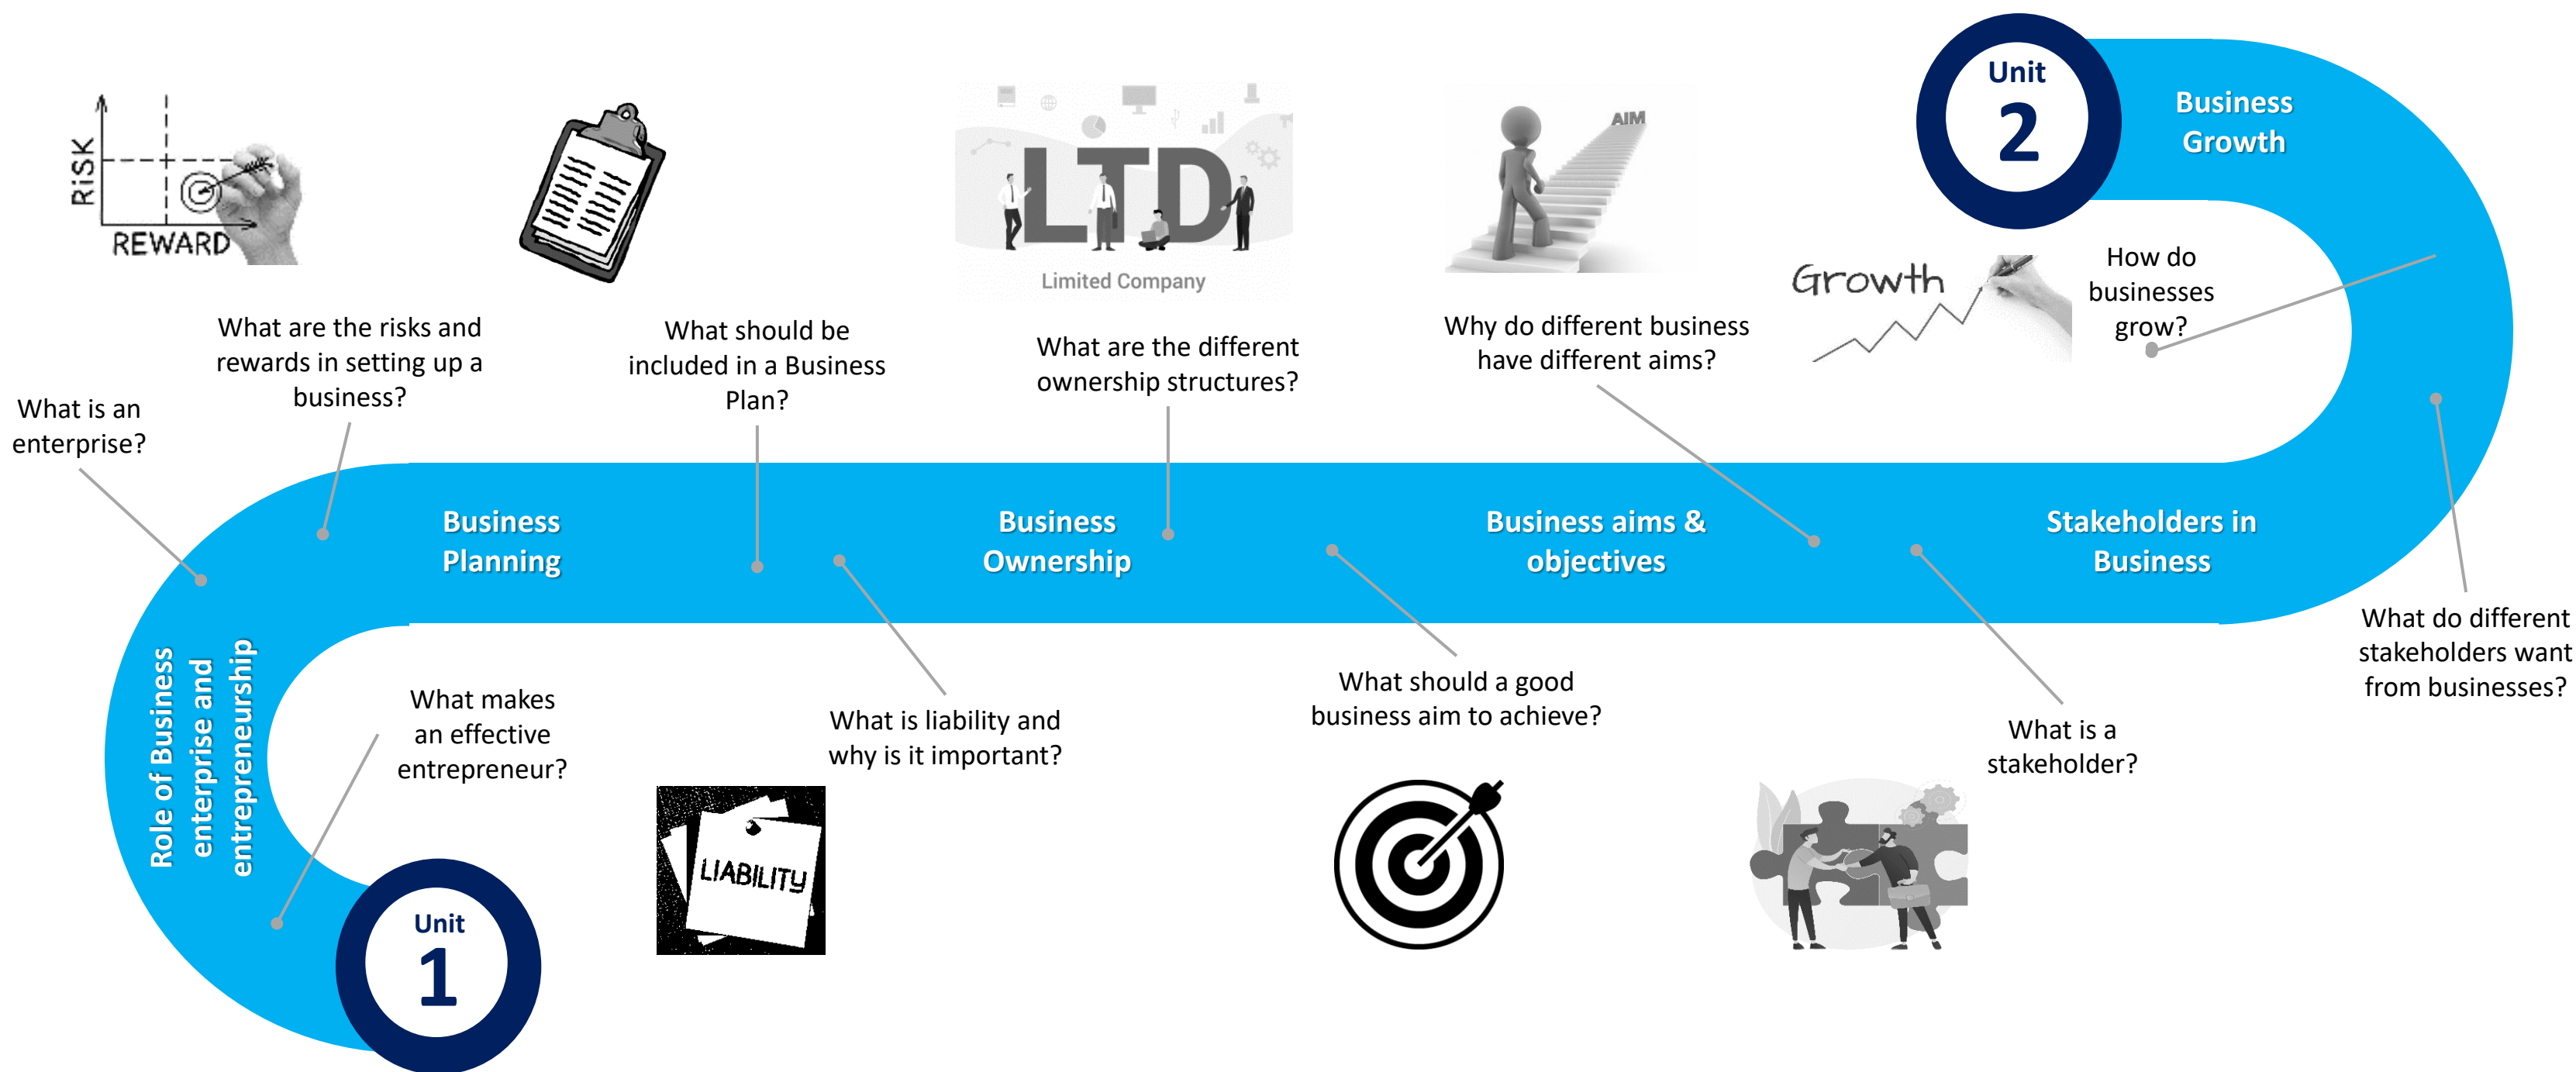 Unit
2
Business
Growth
RiSK
REWARD
LTD
Limited Company
AIM
Growth
How do
businesses
grow?
What are the risks and
rewards in setting up a
business?
What should be
included in a Business
Plan?
What are the different
ownership structures?
Why do different business
have different aims?
What is an
enterprise?
Business
Planning
Business
Ownership
Business aims &
objectives
Stakeholders in
Business
What do different
stakeholders want
from businesses?
Role of Business
enterprise and
entrepreneurship
What makes
an effective
entrepreneur?
What is liability and
why is it important?
What should a good
business aim to achieve?
What is a
stakeholder?
LIABILITY
Unit
1